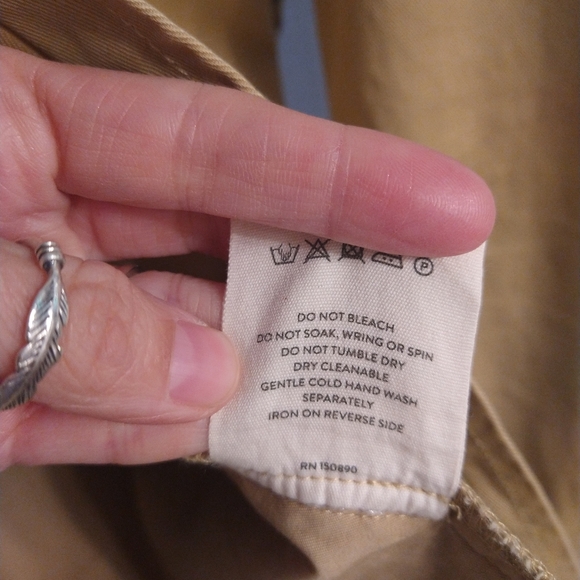 P
DO NOT BLEACH
DO NOT SOAK, WRING OR SPIN
DO NOT TUMBLE DRY
DRY CLEANABLE
GENTLE COLD HAND WASH
SEPARATELY
IRON ON REVERSE SIDE
RN 150890